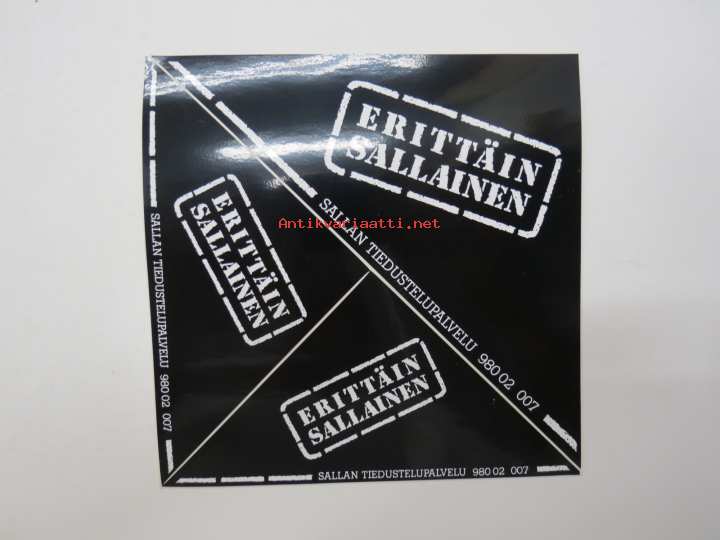 ERITTÄIN
SALLAINEN
SALLAN TIEDUSTELUPALVELU 980 02 007
ERITTÄIN
SALLAINEN
SALLAN TIEDUSTELUPALVELU 980 02 007
ERITTÄIN
SALLAINEN
SALLAN TIEDUSTELUPALVELU 980 02 007
Antikvariaatti.net